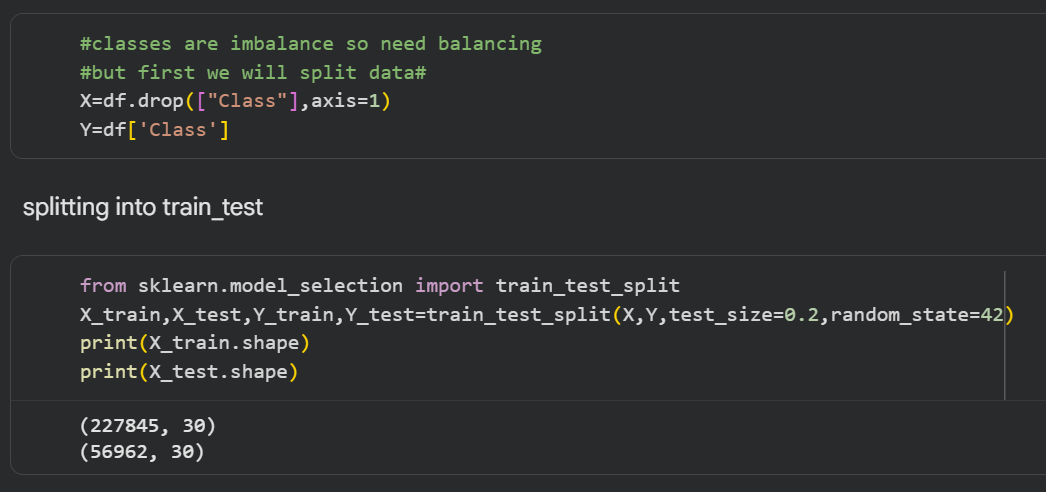 #classes are imbalance so need balancing
#but first we will split data#
X=df.drop(["Class"],axis=1)
Y=df['Class']
splitting into train_test
from sklearn.model_selection import train_test_split
X_train,X_test,Y_train,Y_test=train_test_split(X,Y,test_size=0.2,random_state=42)
print(X_train.shape)
print(X_test.shape)
(227845, 30)
(56962, 30)